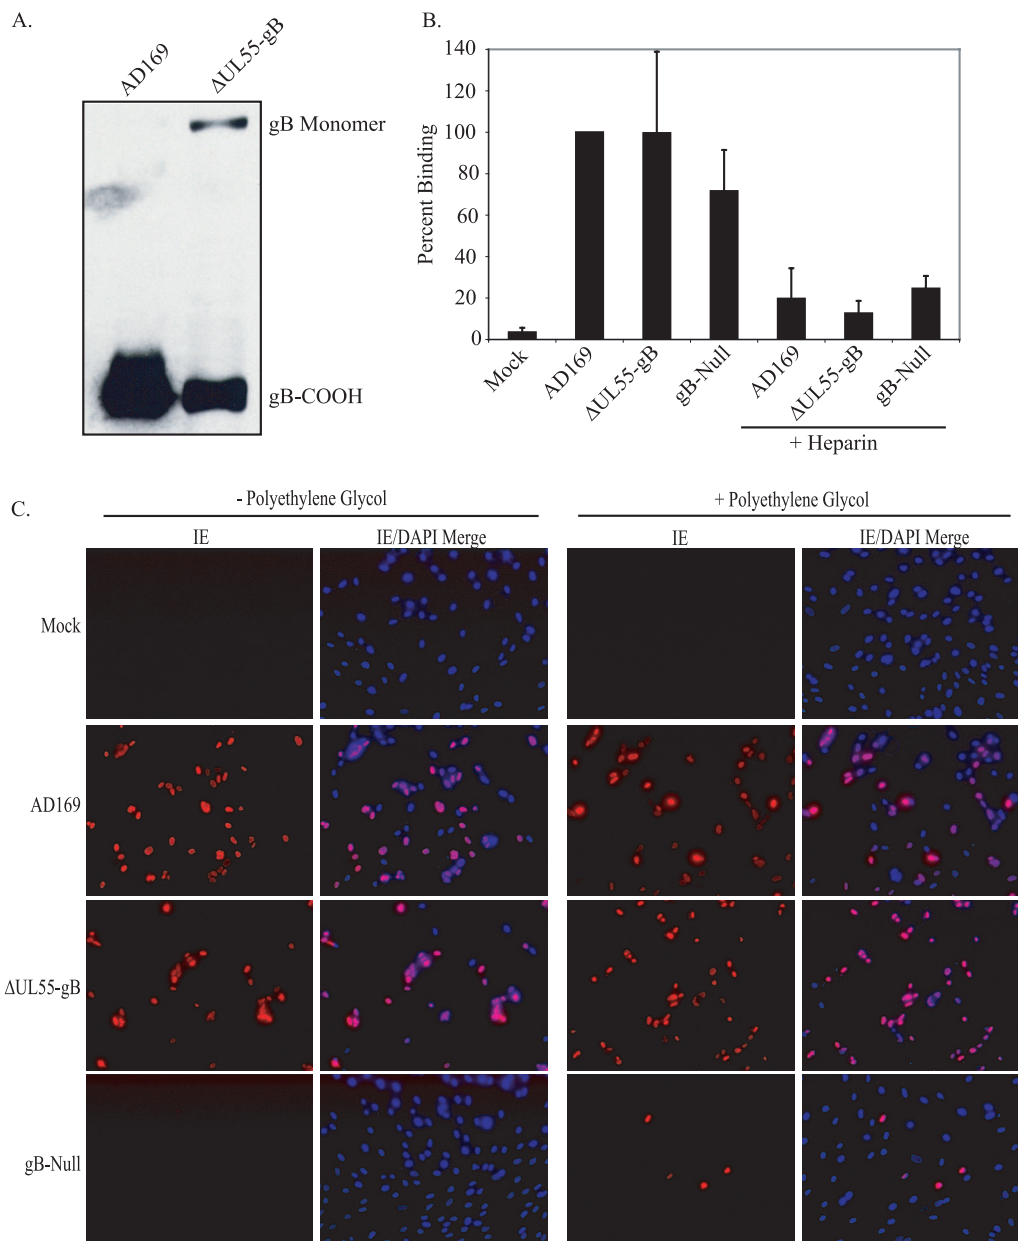 A.
AD169
ΔUL55-gB
gB Monomer
gB-COOH
B.
Percent Binding
140
120
100
80
60
40
20
0
Mock
AD169
ΔUL55-gB
gB-Null
AD169
ΔUL55-gB
gB-Null
+ Heparin
C.
- Polyethylene Glycol
+ Polyethylene Glycol
IE
IE/DAPI Merge
IE
IE/DAPI Merge
Mock
AD169
ΔUL55-gB
gB-Null